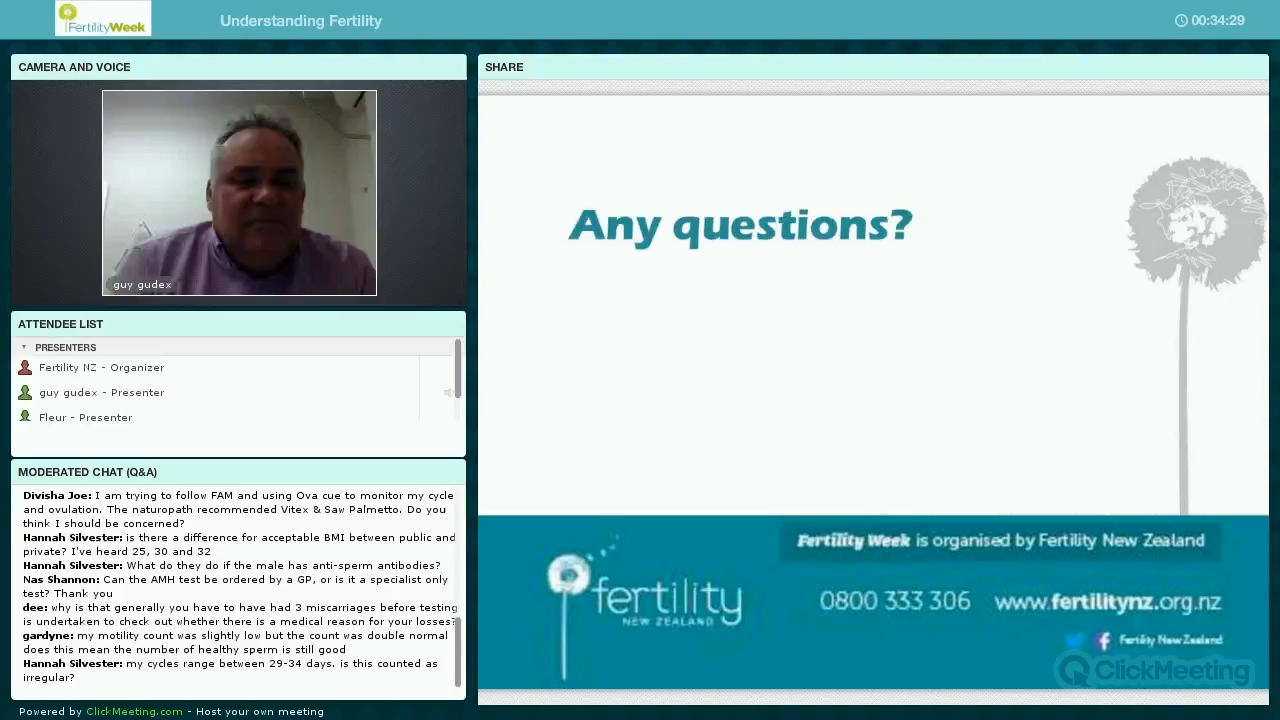 FertilityWeek
Understanding Fertility
00:34:29
CAMERA AND VOICE
guy gudex
ATTENDEE LIST
PRESENTERS
Fertility NZ - Organizer
guy gudex - Presenter
Fleur - Presenter
MODERATED CHAT (Q&A)
Divisha Joe: I am trying to follow FAM and using Ova cue to monitor my cycle
and ovulation. The naturopath recommended Vitex & Saw Palmetto. Do you
think I should be concerned?
Hannah Silvester: is there a difference for acceptable BMI between public and
private? I've heard 25, 30 and 32
Hannah Silvester: What do they do if the male has anti-sperm antibodies?
Nas Shannon: Can the AMH test be ordered by a GP, or is it a specialist only
test? Thank you
dee: why is that generally you have to have had 3 miscarriages before testing
is undertaken to check out whether there is a medical reason for your losses?
gardyne: my motility count was slightly low but the count was double normal
does this mean the number of healthy sperm is still good
Hannah Silvester: my cycles range between 29-34 days. is this counted as
irregular?
Powered by ClickMeeting.com - Host your own meeting
SHARE
Any questions?
Fertility Week is organised by Fertility New Zealand
fertility
NEW ZEALAND
0800 333 306 www.fertilitynz.org.nz
Fertility New Zealand
ClickMeeting